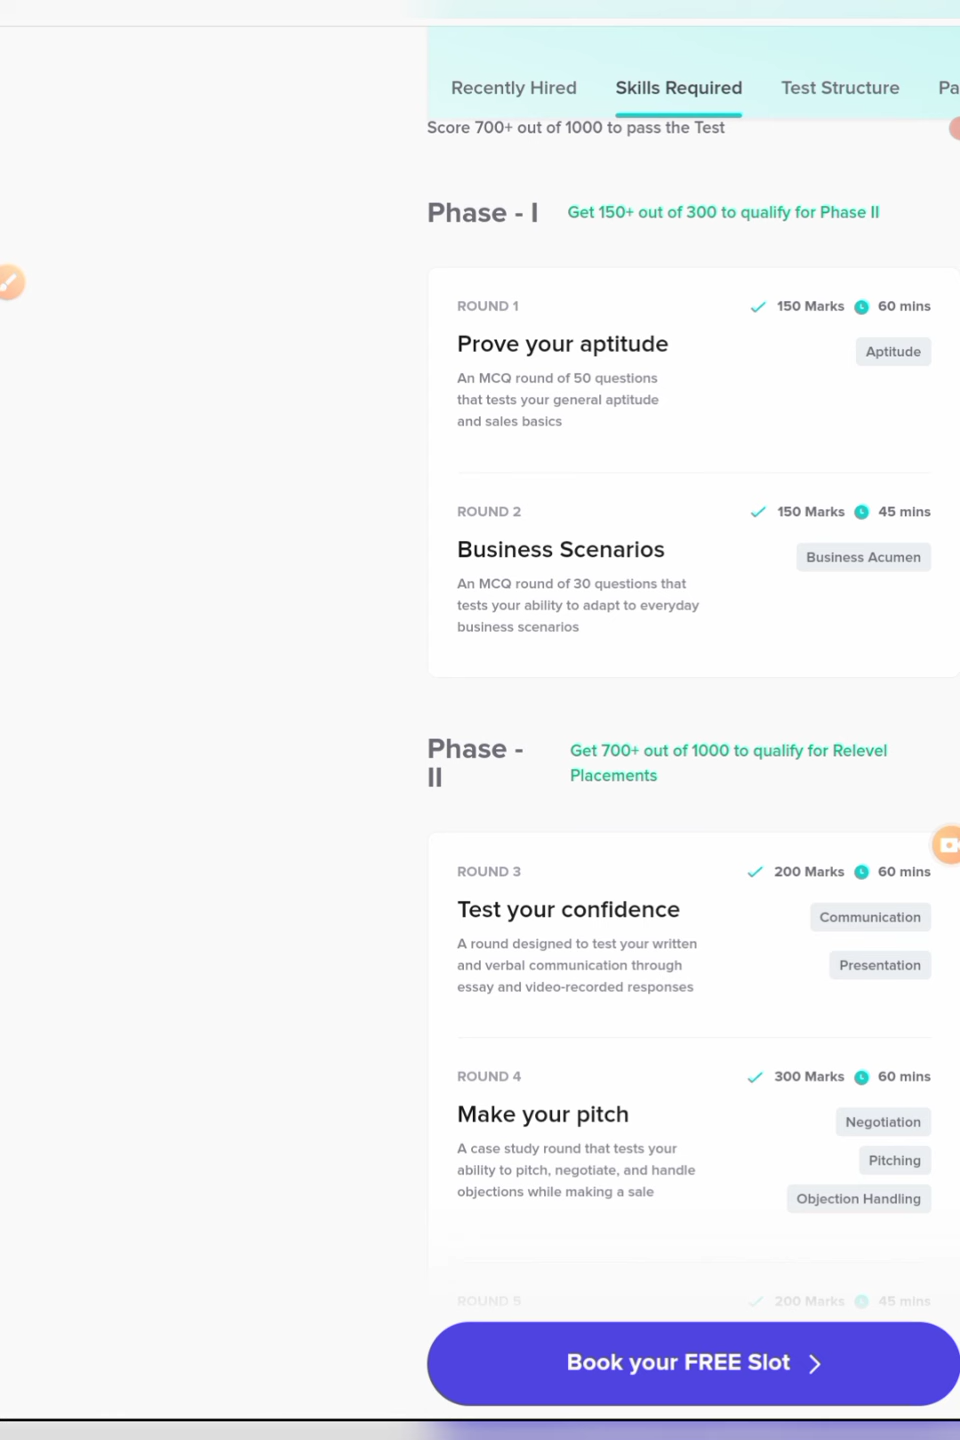 Recently Hired Skills Required Test Structure Pa
Score 700+ out of 1000 to pass the Test
Phase - I Get 150+ out of 300 to qualify for Phase II
ROUND 1 150 Marks 60 mins
Prove your aptitude
Aptitude
An MCQ round of 50 questions
that tests your general aptitude
and sales basics
ROUND 2 150 Marks 45 mins
Business Scenarios
Business Acumen
An MCQ round of 30 questions that
tests your ability to adapt to everyday
business scenarios
Phase -
II
Get 700+ out of 1000 to qualify for Relevel
Placements
ROUND 3 200 Marks 60 mins
Test your confidence
Communication
A round designed to test your written
and verbal communication through
essay and video-recorded responses
Presentation
ROUND 4 300 Marks 60 mins
Make your pitch
Negotiation
A case study round that tests your
ability to pitch, negotiate, and handle
objections while making a sale
Pitching
Objection Handling
ROUND 5 200 Marks 45 mins
Book your FREE Slot